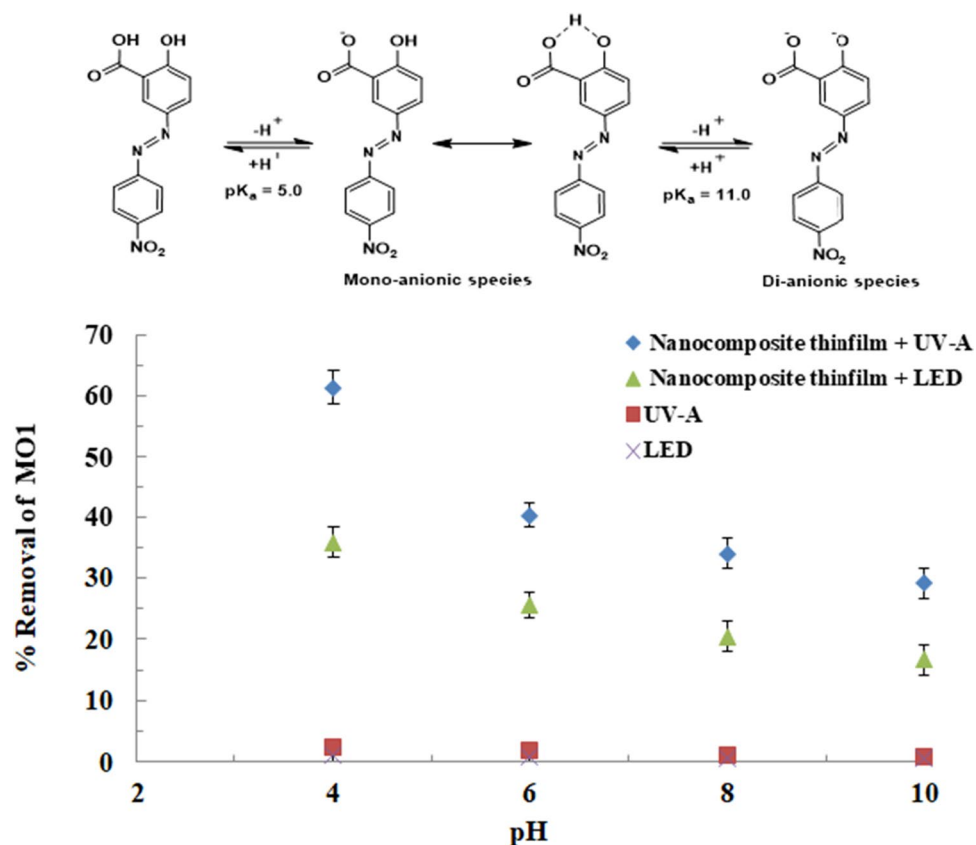 OH OH
O
N
N
NO₂
-H⁺
+H⁺
pKₐ = 5.0
⁻O OH
O
N
N
NO₂
Mono-anionic species
H
O O
O
N
N
NO₂
-H⁺
+H⁺
pKₐ = 11.0
⁻O O⁻
O
N
N
NO₂
Di-anionic species
% Removal of MO1
70
60
50
40
30
20
10
0
Nanocomposite thinfilm + UV-A
Nanocomposite thinfilm + LED
UV-A
LED
2 4 6 8 10
pH